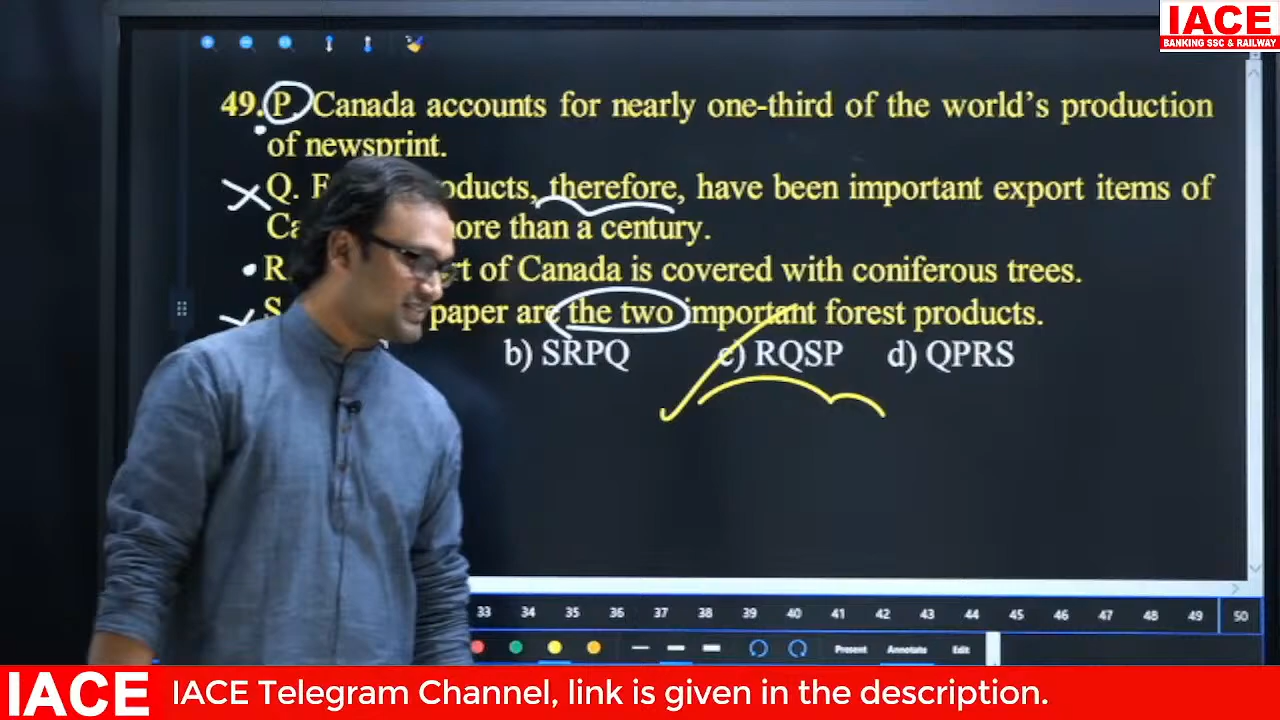 IACE
BANKING SSC & RAILWAY
49. P. Canada accounts for nearly one-third of the world's production
of newsprint.
Q. oducts, therefore, have been important export items of
Ca ore than a century.
R. rt of Canada is covered with coniferous trees.
S. paper are the two important forest products.
b) SRPQ c) RQSP d) QPRS
33 34 35 36 37 38 39 40 41 42 43 44 45 46 47 48 49 50
Present Annotate Edit
IACE IACE Telegram Channel, link is given in the description.